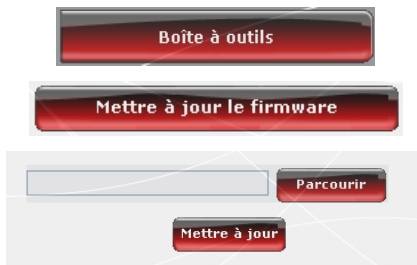 Boîte à outils
Mettre à jour le firmware
Parcourir
Mettre à jour